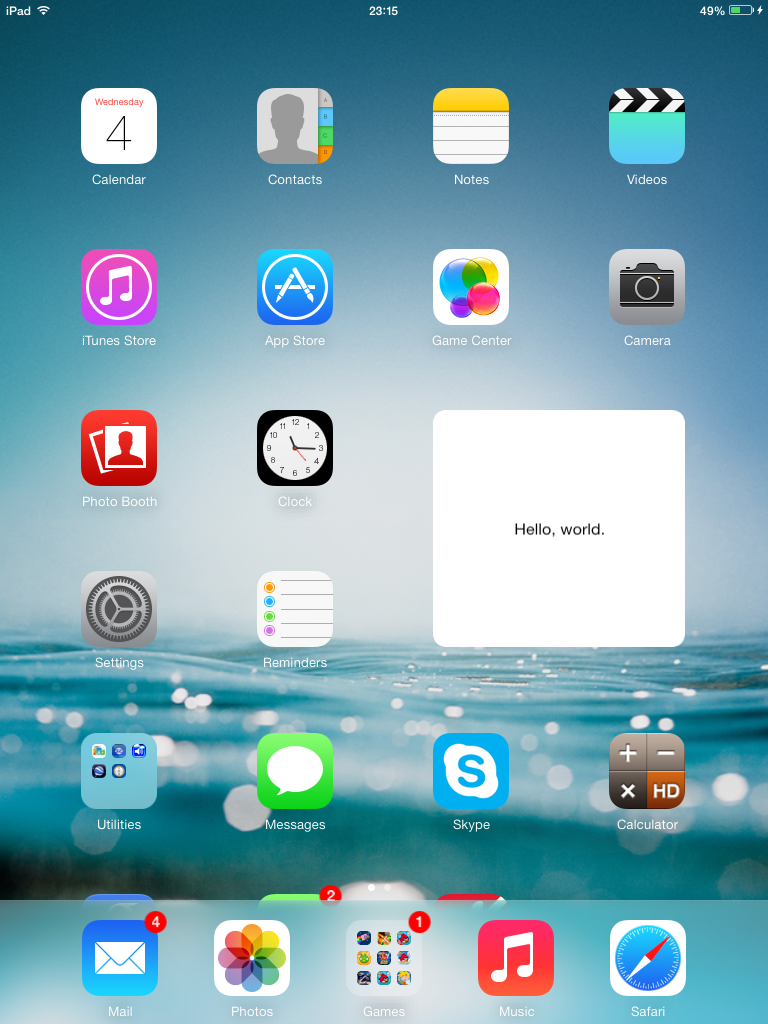 iPad 23:15 49%
Wednesday
4
Calendar Contacts Notes Videos
iTunes Store App Store Game Center Camera
12
11 1
10 2
9 3
8 4
7 5
6
Photo Booth Clock
Hello, world.
Settings Reminders
S
HD
Utilities Messages Skype Calculator
2
4 1
Mail Photos Games Music Safari